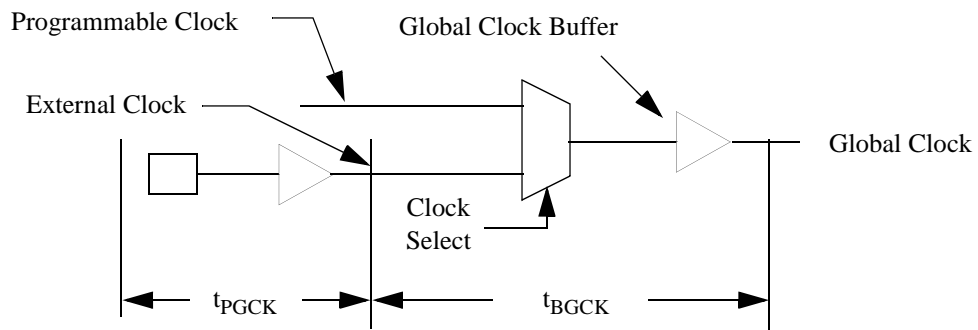 Programmable Clock
Global Clock Buffer
External Clock
Global Clock
Clock
Select
tPGCK
tBGCK